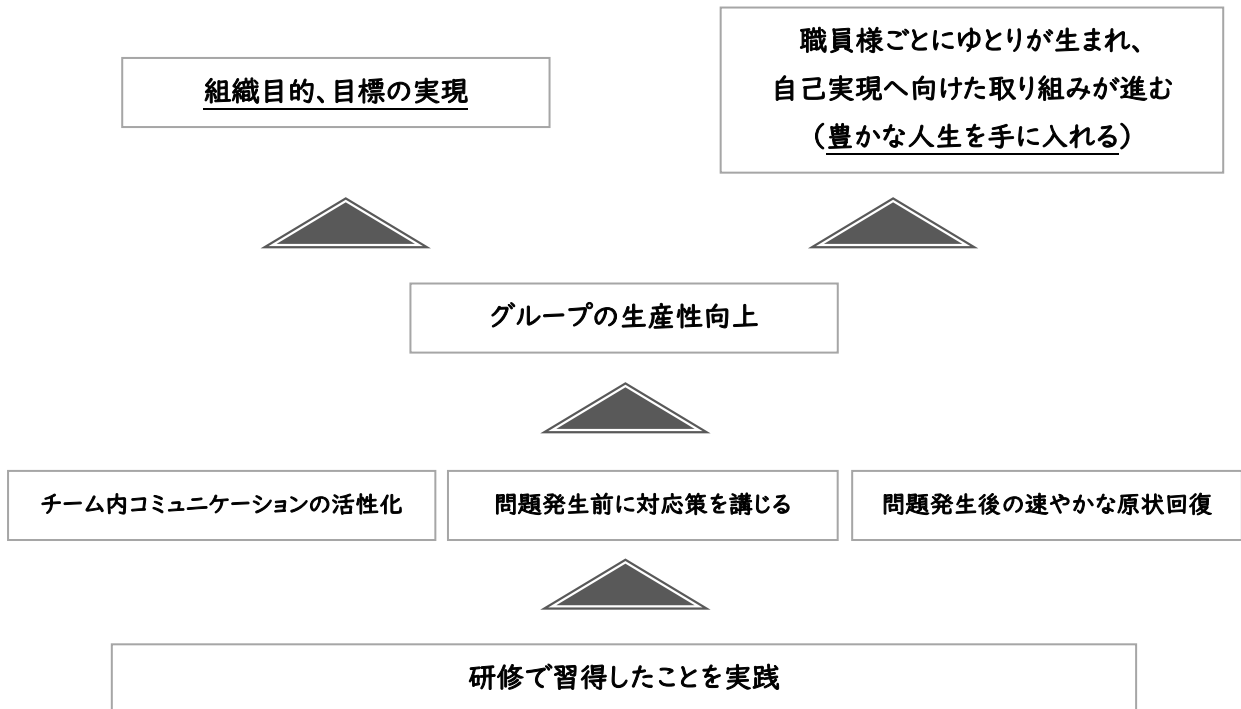 組織目的、目標の実現
職員様ごとにゆとりが生まれ、
自己実現へ向けた取り組みが進む
(豊かな人生を手に入れる)
グループの生産性向上
チーム内コミュニケーションの活性化
問題発生前に対応策を講じる
問題発生後の速やかな原状回復
研修で習得したことを実践